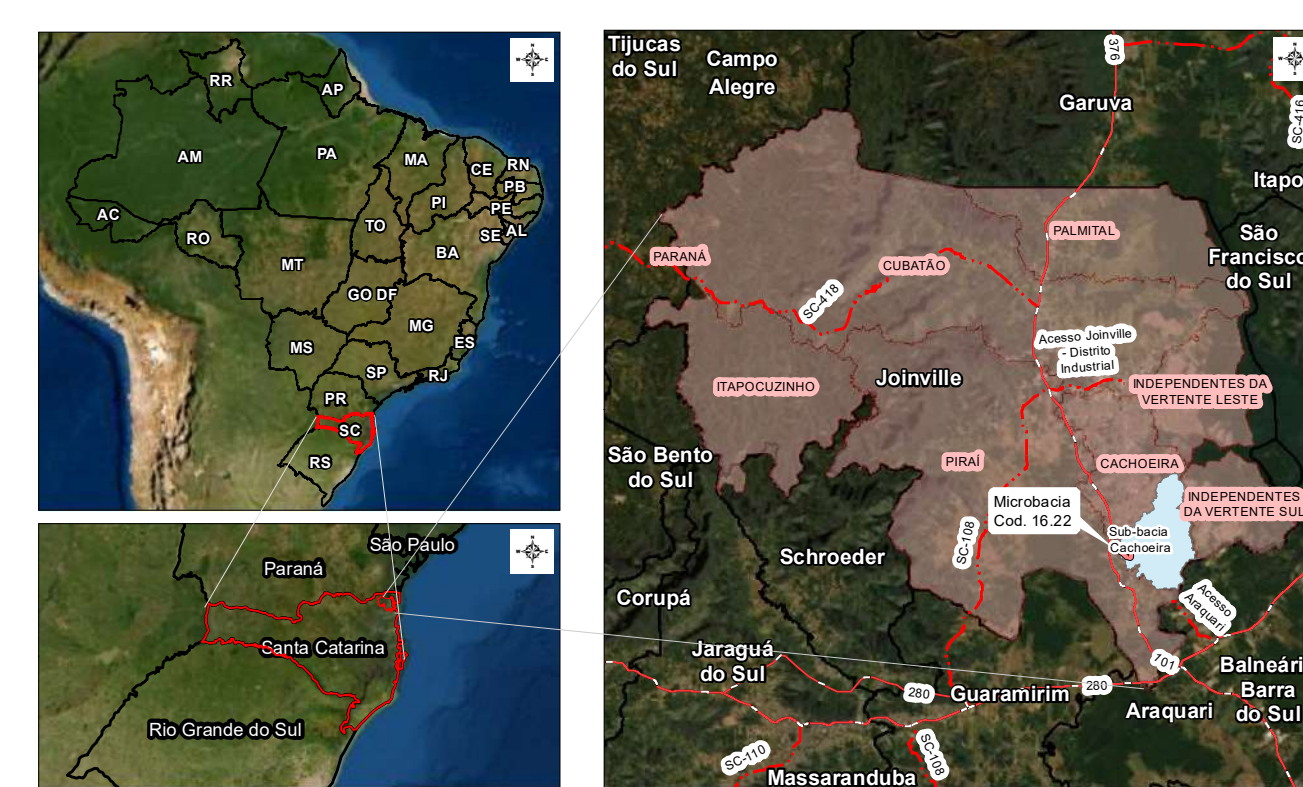 RR
AP
AM
PA
MA
CE
RN
PB
PI
PE
AC
TO
SE
AL
RO
BA
MT
GO
DF
MG
ES
MS
SP
RJ
PR
SC
RS
São Paulo
Paraná
Santa Catarina
Rio Grande do Sul
Tijucas
do Sul
Campo
Alegre
376
Garuva
SC-416
Itapo
PALMITAL
São
Francisco
do Sul
PARANÁ
CUBATÃO
SC-418
Acesso Joinville
- Distrito
Industrial
ITAPOCUZINHO
Joinville
INDEPENDENTES DA
VERTENTE LESTE
São Bento
do Sul
PIRAÍ
CACHOEIRA
Microbacia
Cod. 16.22
INDEPENDENTES
DA VERTENTE SUL
SC-108
Sub-bacia
Cachoeira
Schroeder
Corupá
Acesso
Araquari
Jaraguá
do Sul
101
280
Guaramirim
280
Araquari
Balneári
Barra
do Sul
SC-110
SC-108
Massaranduba